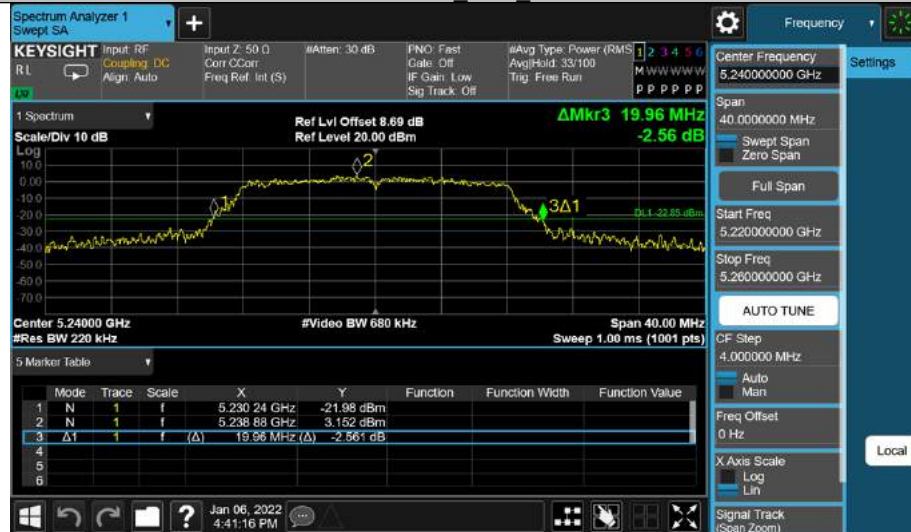 Spectrum Analyzer 1
Swept SA
+
Frequency
KEYSIGHT
RL
Input: RF
Coupling: DC
Align: Auto
Input Z: 50 Ω
Corr CCorr
Freq Ref: Int (S)
#Atten: 30 dB
PNO: Fast
Gate: Off
IF Gain: Low
Sig Track: Off
#Avg Type: Power (RMS
Avg|Hold: 33/100
Trig: Free Run
1 2 3 4 5 6
M W W W W W
P P P P P P
1 Spectrum
Scale/Div 10 dB
Log
Ref Lvl Offset 8.69 dB
Ref Level 20.00 dBm
ΔMkr3 19.96 MHz
-2.56 dB
10.0
0.00
-10.0
-20.0
-30.0
-40.0
-50.0
-60.0
-70.0
1
2
3Δ1
DL1 -22.85 dBm
Center 5.24000 GHz
#Res BW 220 kHz
#Video BW 680 kHz
Span 40.00 MHz
Sweep 1.00 ms (1001 pts)
5 Marker Table
Mode Trace Scale X Y Function Function Width Function Value
1 N 1 f 5.230 24 GHz -21.98 dBm
2 N 1 f 5.238 88 GHz 3.152 dBm
3 Δ1 1 f (Δ) 19.96 MHz (Δ) -2.561 dB
4
5
6
?
Jan 06, 2022
4:41:16 PM
Center Frequency
5.240000000 GHz
Span
40.0000000 MHz
Swept Span
Zero Span
Full Span
Start Freq
5.220000000 GHz
Stop Freq
5.260000000 GHz
AUTO TUNE
CF Step
4.000000 MHz
Auto
Man
Freq Offset
0 Hz
X Axis Scale
Log
Lin
Signal Track
(Span Zoom)
Settings
Local